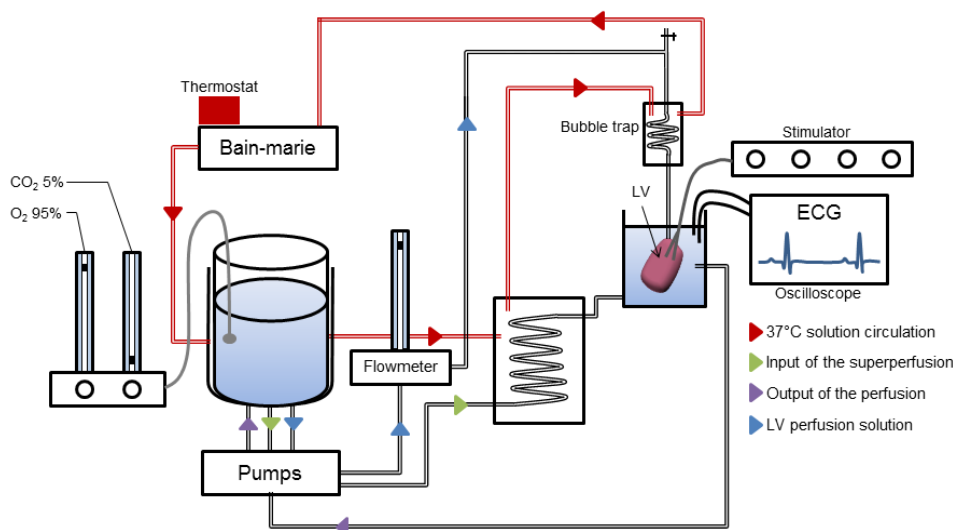 Thermostat
Bain-marie
CO₂ 5%
O₂ 95%
Bubble trap
Stimulator
LV
ECG
Oscilloscope
Flowmeter
Pumps
37°C solution circulation
Input of the superperfusion
Output of the perfusion
LV perfusion solution